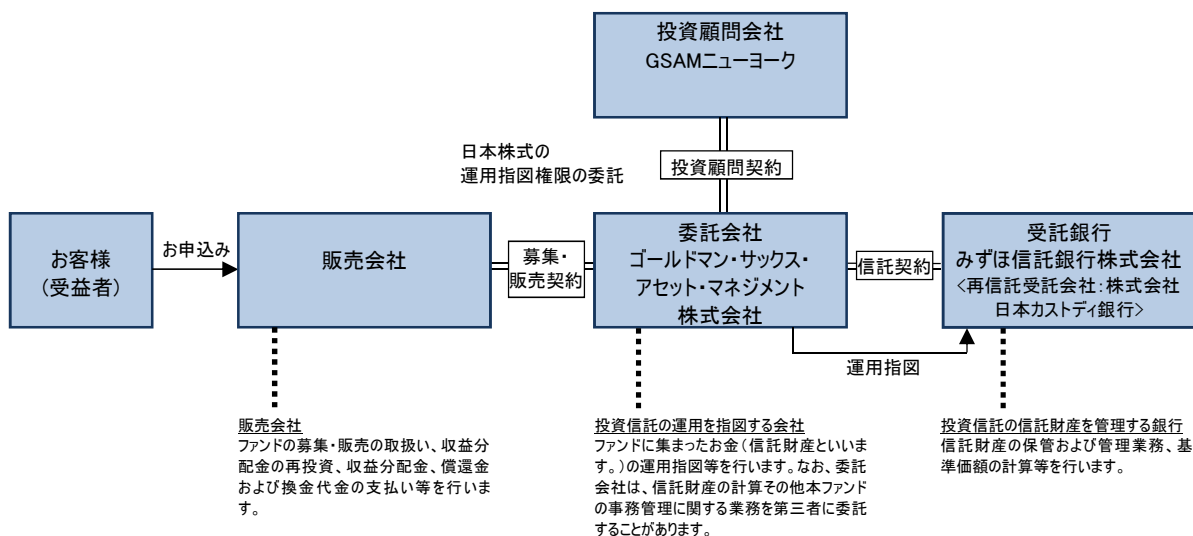 投資顧問会社
GSAMニューヨーク
日本株式の
運用指図権限の委託
投資顧問契約
お客様
(受益者)
お申込み
販売会社
募集・
販売契約
委託会社
ゴールドマン・サックス・
アセット・マネジメント
株式会社
信託契約
受託銀行
みずほ信託銀行株式会社
<再信託受託会社:株式会社
日本カストディ銀行>
運用指図
販売会社
ファンドの募集・販売の取扱い、収益分
配金の再投資、収益分配金、償還金
および換金代金の支払い等を行いま
す。
投資信託の運用を指図する会社
ファンドに集まったお金(信託財産といいま
す。)の運用指図等を行います。なお、委託
会社は、信託財産の計算その他本ファンド
の事務管理に関する業務を第三者に委託
することがあります。
投資信託の信託財産を管理する銀行
信託財産の保管および管理業務、基
準価額の計算等を行います。